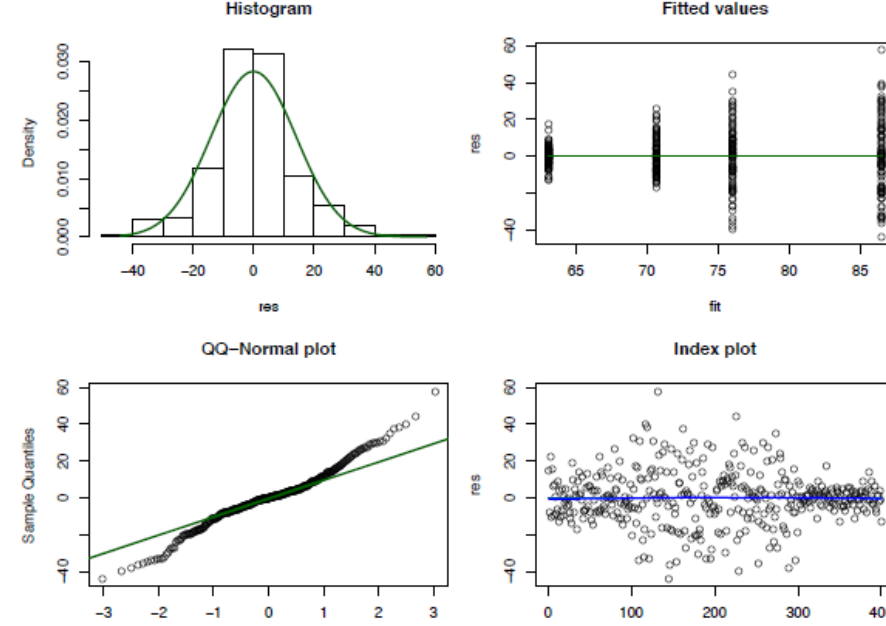 Histogram
Density
0.000 0.010 0.020 0.030
−40 −20 0 20 40 60
res
Fitted values
res
−40 0 20 40 60
65 70 75 80 85
fit
QQ−Normal plot
Sample Quantiles
−40 0 20 40 60
−3 −2 −1 0 1 2 3
Index plot
res
−40 0 20 40 60
0 100 200 300 40